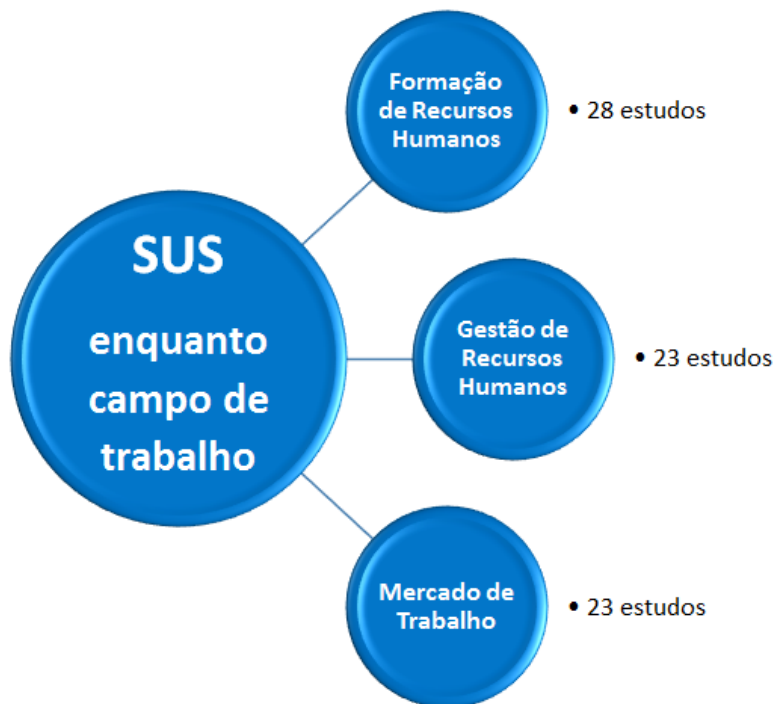 SUS
enquanto
campo de
trabalho
Formação
de Recursos
Humanos
• 28 estudos
Gestão de
Recursos
Humanos
• 23 estudos
Mercado de
Trabalho
• 23 estudos